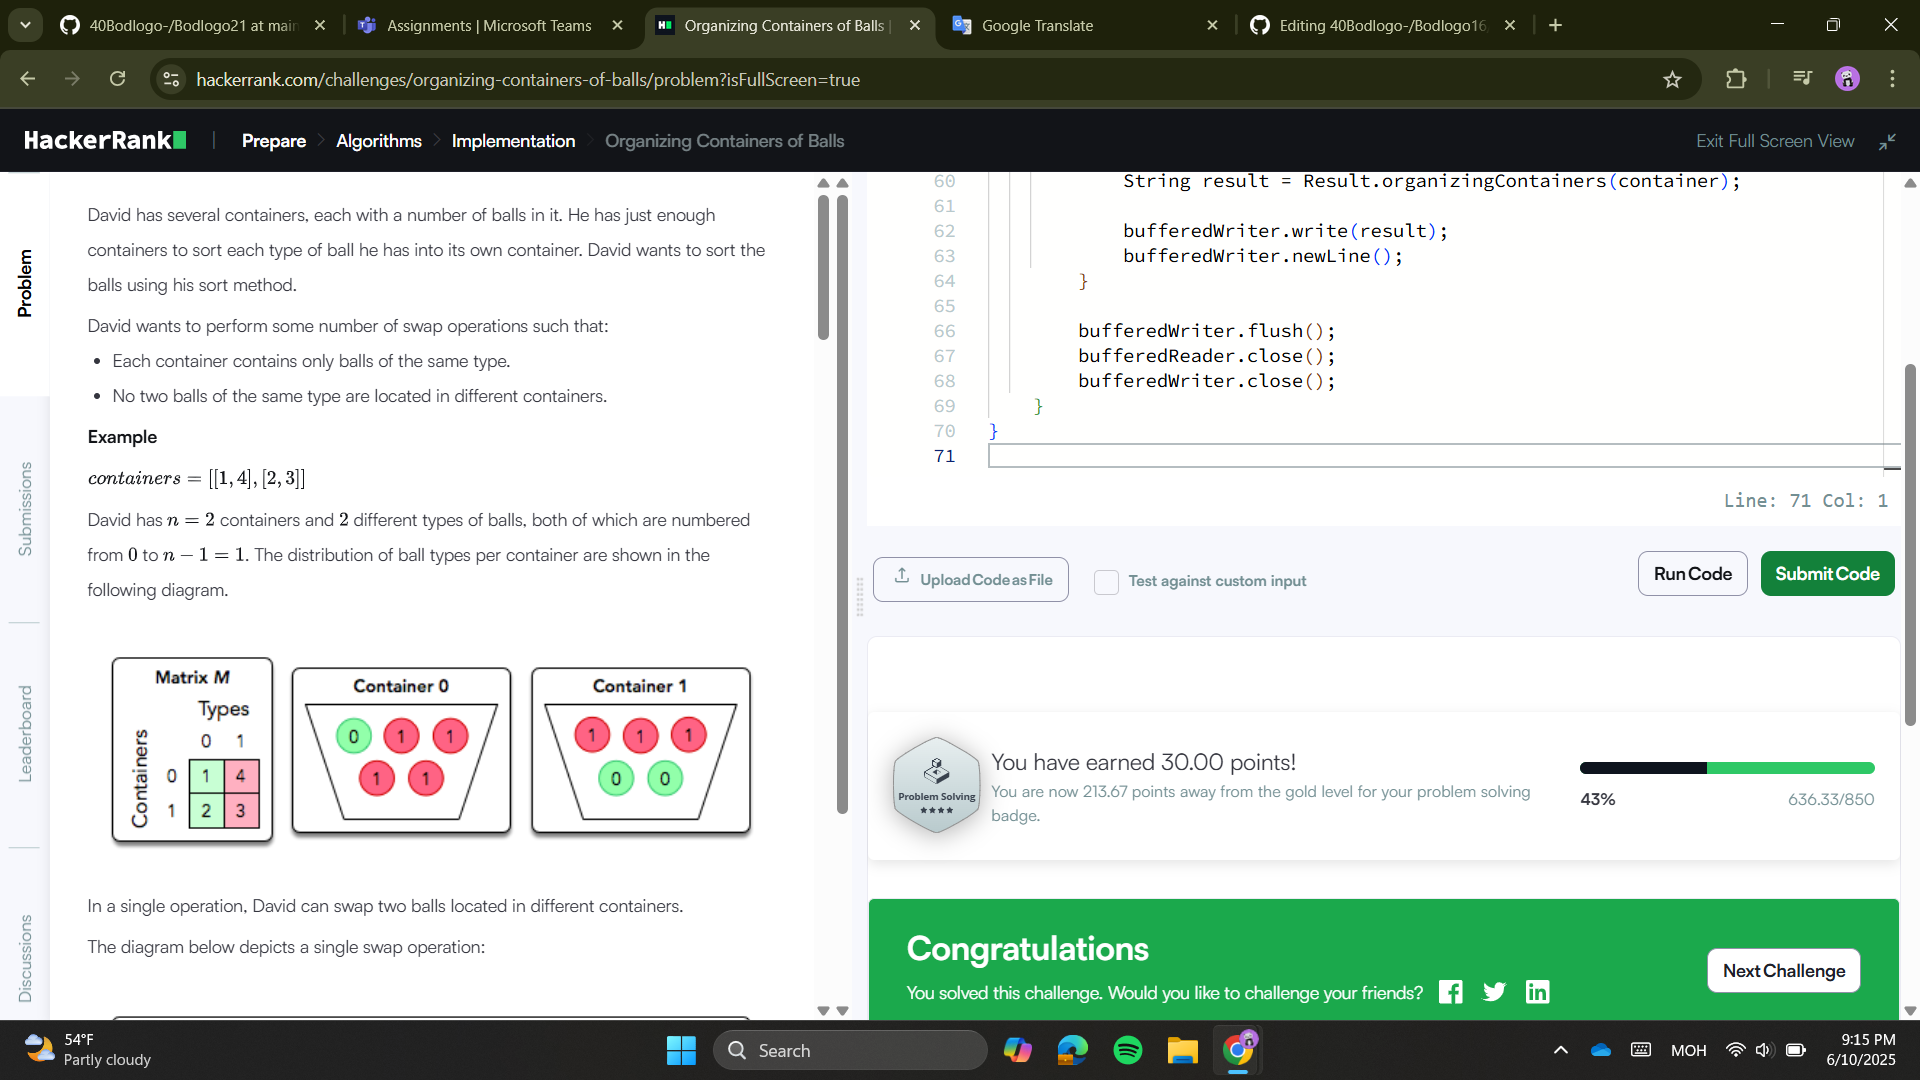 40Bodlogo-/Bodlogo21 at main
Assignments | Microsoft Teams
Organizing Containers of Balls |
Google Translate
Editing 40Bodlogo-/Bodlogo16
hackerrank.com/challenges/organizing-containers-of-balls/problem?isFullScreen=true
HackerRank
Prepare
Algorithms
Implementation
Organizing Containers of Balls
Exit Full Screen View
Problem
Submissions
Leaderboard
Discussions
David has several containers, each with a number of balls in it. He has just enough
containers to sort each type of ball he has into its own container. David wants to sort the
balls using his sort method.
David wants to perform some number of swap operations such that:
• Each container contains only balls of the same type.
• No two balls of the same type are located in different containers.
Example
containers = [[1, 4], [2, 3]]
David has n = 2 containers and 2 different types of balls, both of which are numbered
from 0 to n − 1 = 1. The distribution of ball types per container are shown in the
following diagram.
Matrix M
Types
0 1
Containers
0 1 4
1 2 3
Container 0
0 1 1
1 1
Container 1
1 1 1
0 0
In a single operation, David can swap two balls located in different containers.
The diagram below depicts a single swap operation:
60 String result = Result.organizingContainers(container);
61
62 bufferedWriter.write(result);
63 bufferedWriter.newLine();
64 }
65
66 bufferedWriter.flush();
67 bufferedReader.close();
68 bufferedWriter.close();
69 }
70 }
71
Line: 71 Col: 1
Upload Code as File
Test against custom input
Run Code
Submit Code
Problem Solving
You have earned 30.00 points!
You are now 213.67 points away from the gold level for your problem solving
badge.
43%
636.33/850
Congratulations
You solved this challenge. Would you like to challenge your friends?
Next Challenge
54°F
Partly cloudy
Search
MOH
9:15 PM
6/10/2025